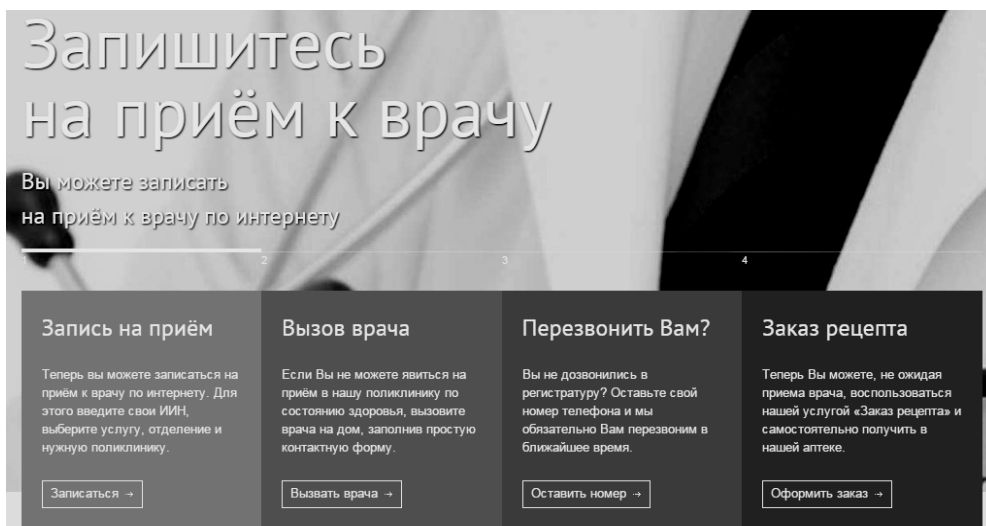 Запишитесь
на приём к врачу
Вы можете записать
на приём к врачу по интернету
1
2
3
4
Запись на приём
Теперь вы можете записаться на
приём к врачу по интернету. Для
этого введите свои ИИН,
выберите услугу, отделение и
нужную поликлинику.
Записаться →
Вызов врача
Если Вы не можете явиться на
приём в нашу поликлинику по
состоянию здоровья, вызовите
врача на дом, заполнив простую
контактную форму.
Вызвать врача →
Перезвонить Вам?
Вы не дозвонились в
регистратуру? Оставьте свой
номер телефона и мы
обязательно Вам перезвоним в
ближайшее время.
Оставить номер →
Заказ рецепта
Теперь Вы можете, не ожидая
приема врача, воспользоваться
нашей услугой «Заказ рецепта» и
самостоятельно получить в
нашей аптеке.
Оформить заказ →